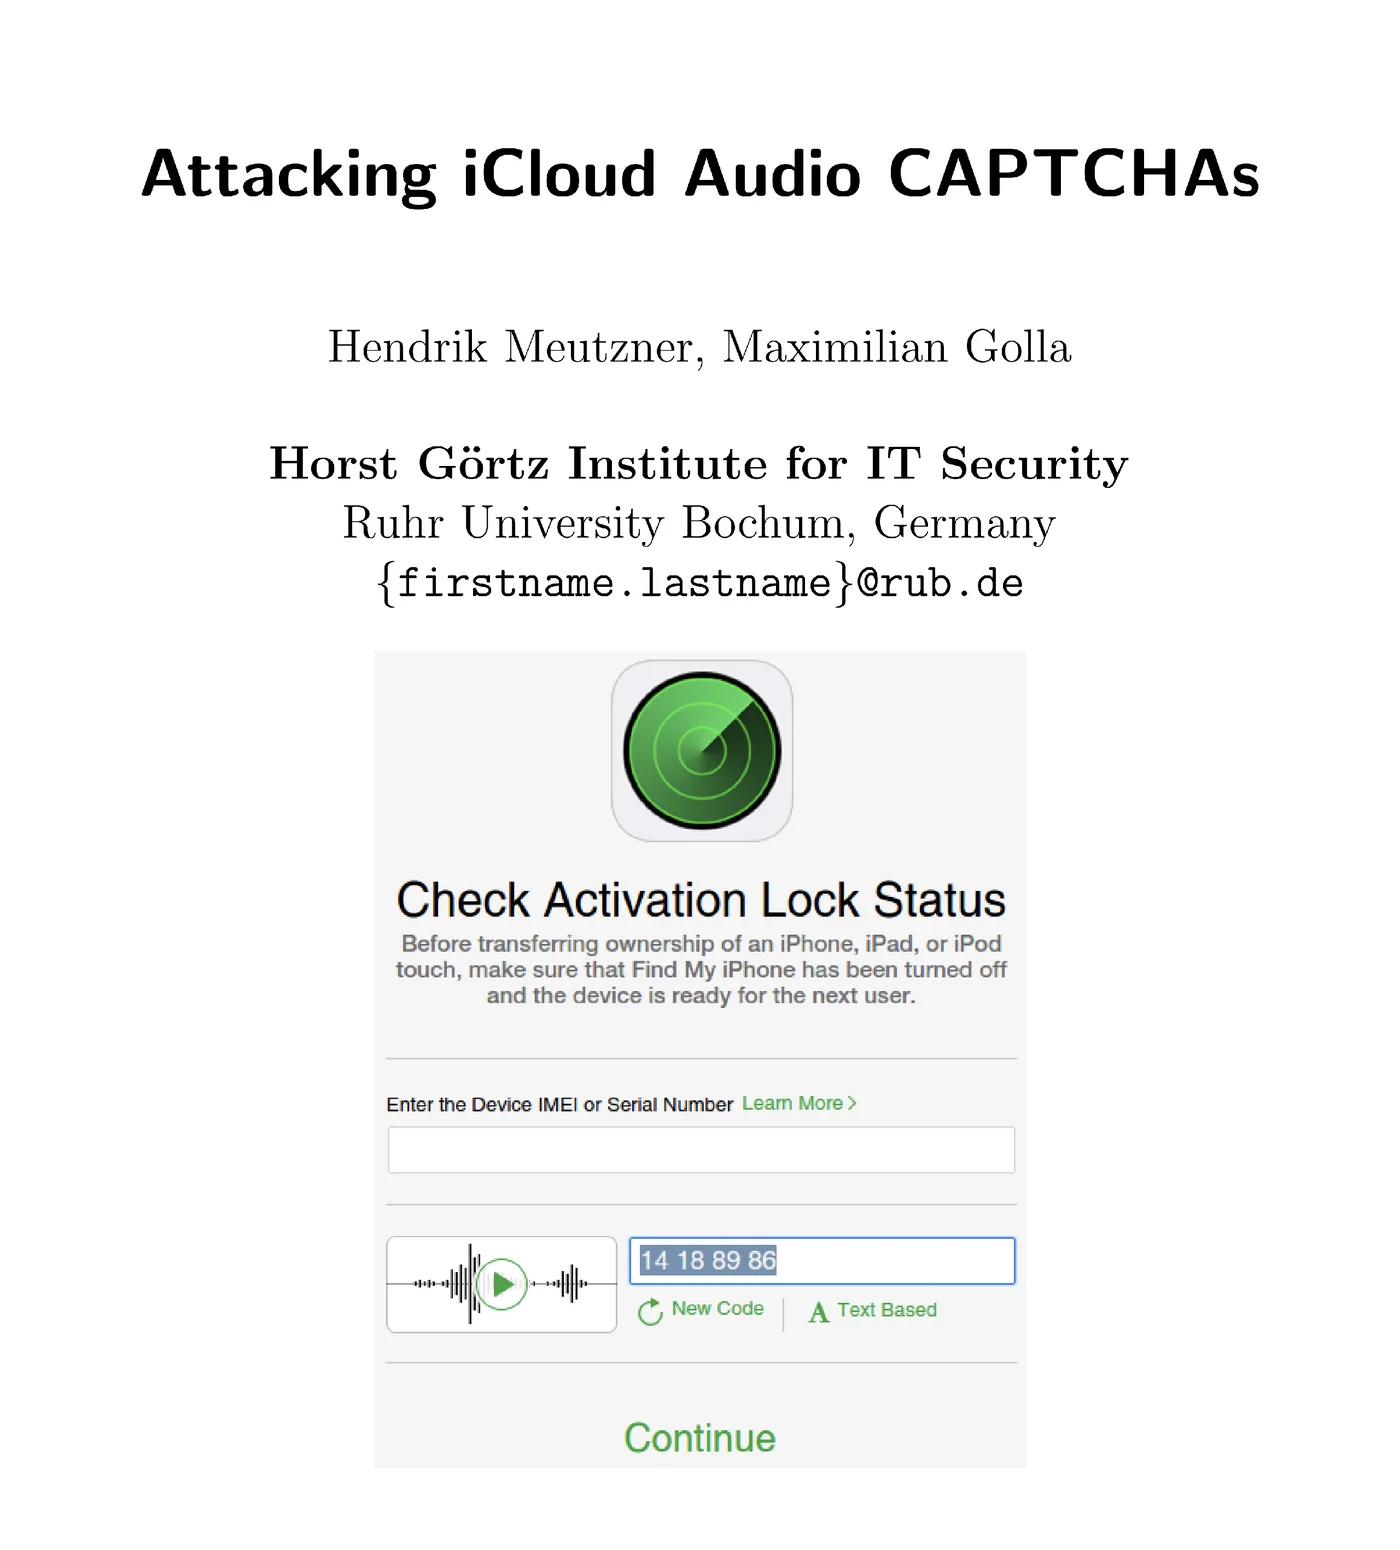 Attacking iCloud Audio CAPTCHAs
Hendrik Meutzner, Maximilian Golla
Horst Görtz Institute for IT Security
Ruhr University Bochum, Germany
{firstname.lastname}@rub.de
Check Activation Lock Status
Before transferring ownership of an iPhone, iPad, or iPod
touch, make sure that Find My iPhone has been turned off
and the device is ready for the next user.
Enter the Device IMEI or Serial Number Learn More >
14 18 89 86
New Code A Text Based
Continue